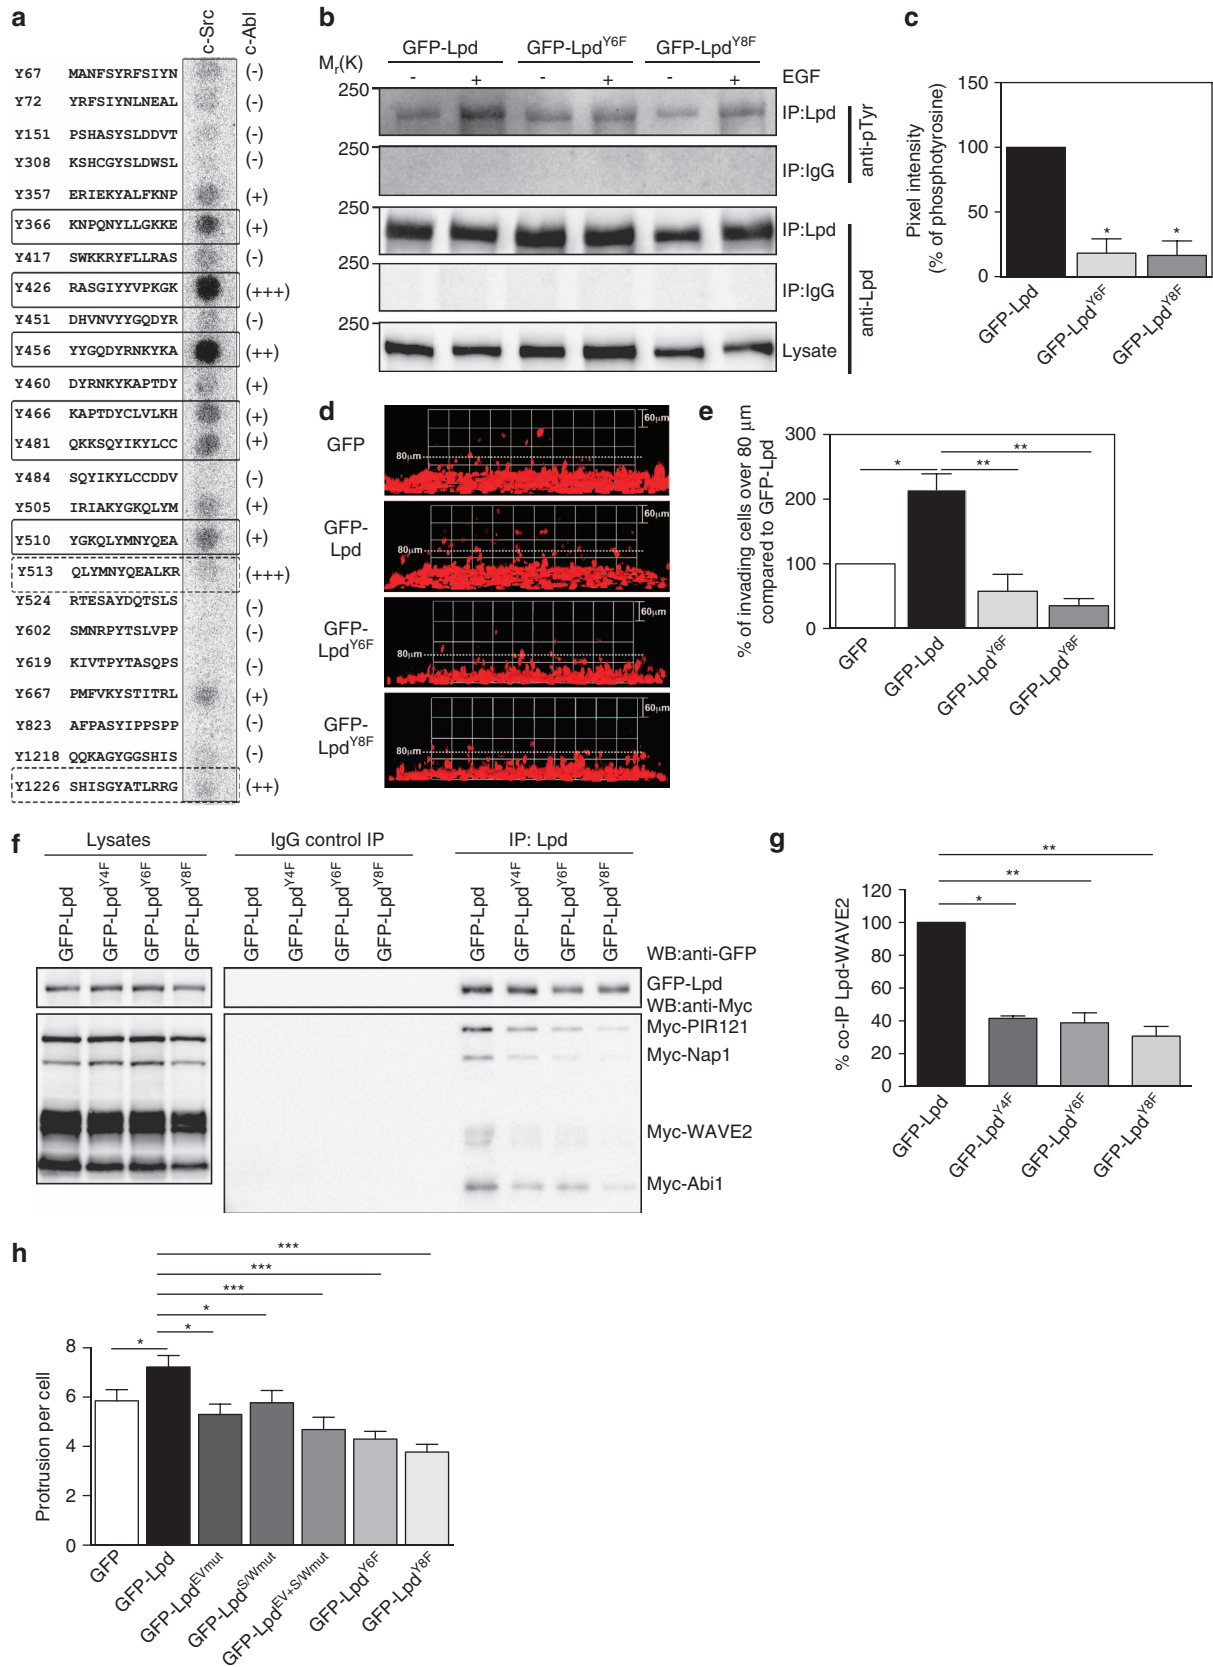 a
c-Src
c-Abl
Y67 MANFSYRFSIYN (-)
Y72 YRFSIYNLNEAL (-)
Y151 PSHASYSLDDVT (-)
Y308 KSHCGYSLDWSL (-)
Y357 ERIEKYALFKNP (+)
Y366 KNPQNYLLGKKE (+)
Y417 SWKKRYFLLRAS (-)
Y426 RASGIYYVPKGK (+++)
Y451 DHVNVYYGQDYR (-)
Y456 YYGQDYRNKYKA (++)
Y460 DYRNKYKAPTDY (+)
Y466 KAPTDYCLVLKH (+)
Y481 QKKSQYIKYLCC (+)
Y484 SQYIKYLCCDDV (-)
Y505 IRIAKYGKQLYM (+)
Y510 YGKQLYMNYQEA (+)
Y513 QLYMNYQEALKR (+++)
Y524 RTESAYDQTSLS (-)
Y602 SMNRPYTSLVPP (-)
Y619 KIVTPYTASQPS (-)
Y667 PMFVKYSTITRL (+)
Y823 AFPASYIPPSPP (-)
Y1218 QQKAGYGGSHIS (-)
Y1226 SHISGYATLRRG (++)
b
GFP-Lpd GFP-LpdY6F GFP-LpdY8F
Mr(K)
- + - + - + EGF
250 IP:Lpd
250 IP:IgG
anti-pTyr
250 IP:Lpd
250 IP:IgG
250 Lysate
anti-Lpd
c
Pixel intensity
(% of phosphotyrosine)
150
100
50
0
* *
GFP-Lpd
GFP-LpdY6F
GFP-LpdY8F
d
GFP
60μm
80μm
GFP-
Lpd
60μm
80μm
GFP-
LpdY6F
60μm
80μm
GFP-
LpdY8F
60μm
80μm
e
% of invading cells over 80 μm
compared to GFP-Lpd
300
200
100
0
**
* **
GFP
GFP-Lpd
GFP-LpdY6F
GFP-LpdY8F
f
Lysates IgG control IP IP: Lpd
GFP-Lpd GFP-LpdY4F GFP-LpdY6F GFP-LpdY8F GFP-Lpd GFP-LpdY4F GFP-LpdY6F GFP-LpdY8F GFP-Lpd GFP-LpdY4F GFP-LpdY6F GFP-LpdY8F
WB:anti-GFP
GFP-Lpd
WB:anti-Myc
Myc-PIR121
Myc-Nap1
Myc-WAVE2
Myc-Abi1
g
% co-IP Lpd-WAVE2
120
100
80
60
40
20
0
**
**
*
GFP-Lpd
GFP-LpdY4F
GFP-LpdY6F
GFP-LpdY8F
h
Protrusion per cell
8
6
4
2
0
***
***
***
*
*
*
GFP
GFP-Lpd
GFP-LpdEVmut
GFP-LpdS/Wmut
GFP-LpdEV+S/Wmut
GFP-LpdY6F
GFP-LpdY8F